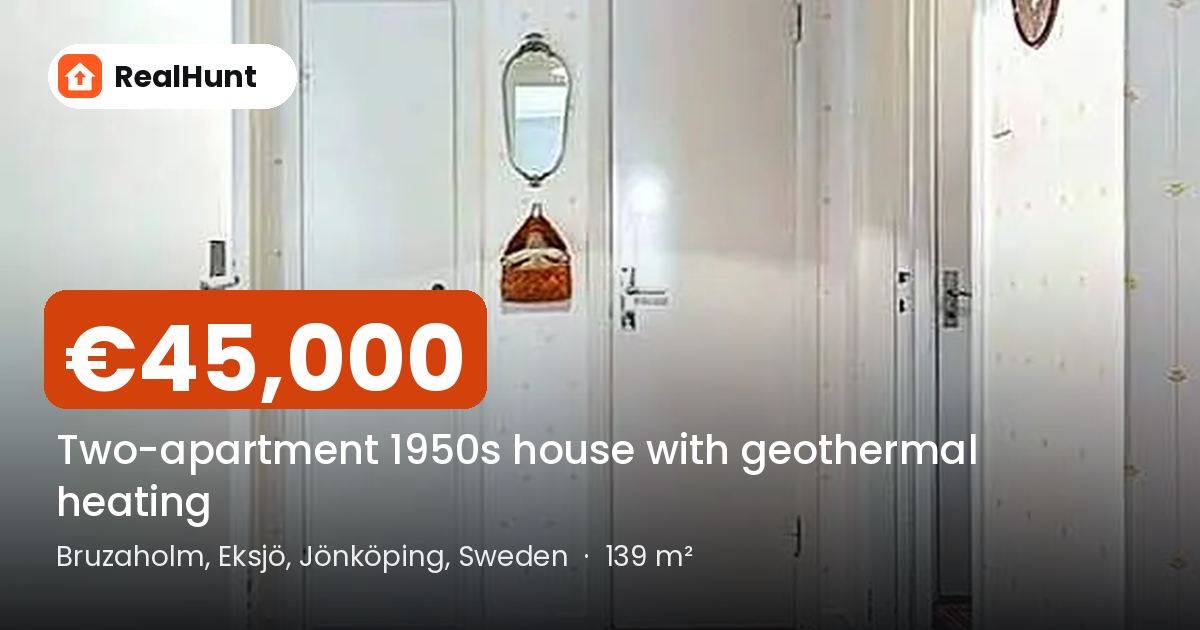 RealHunt
€45,000
Two-apartment 1950s house with geothermal
heating
Bruzaholm, Eksjö, Jönköping, Sweden · 139 m²